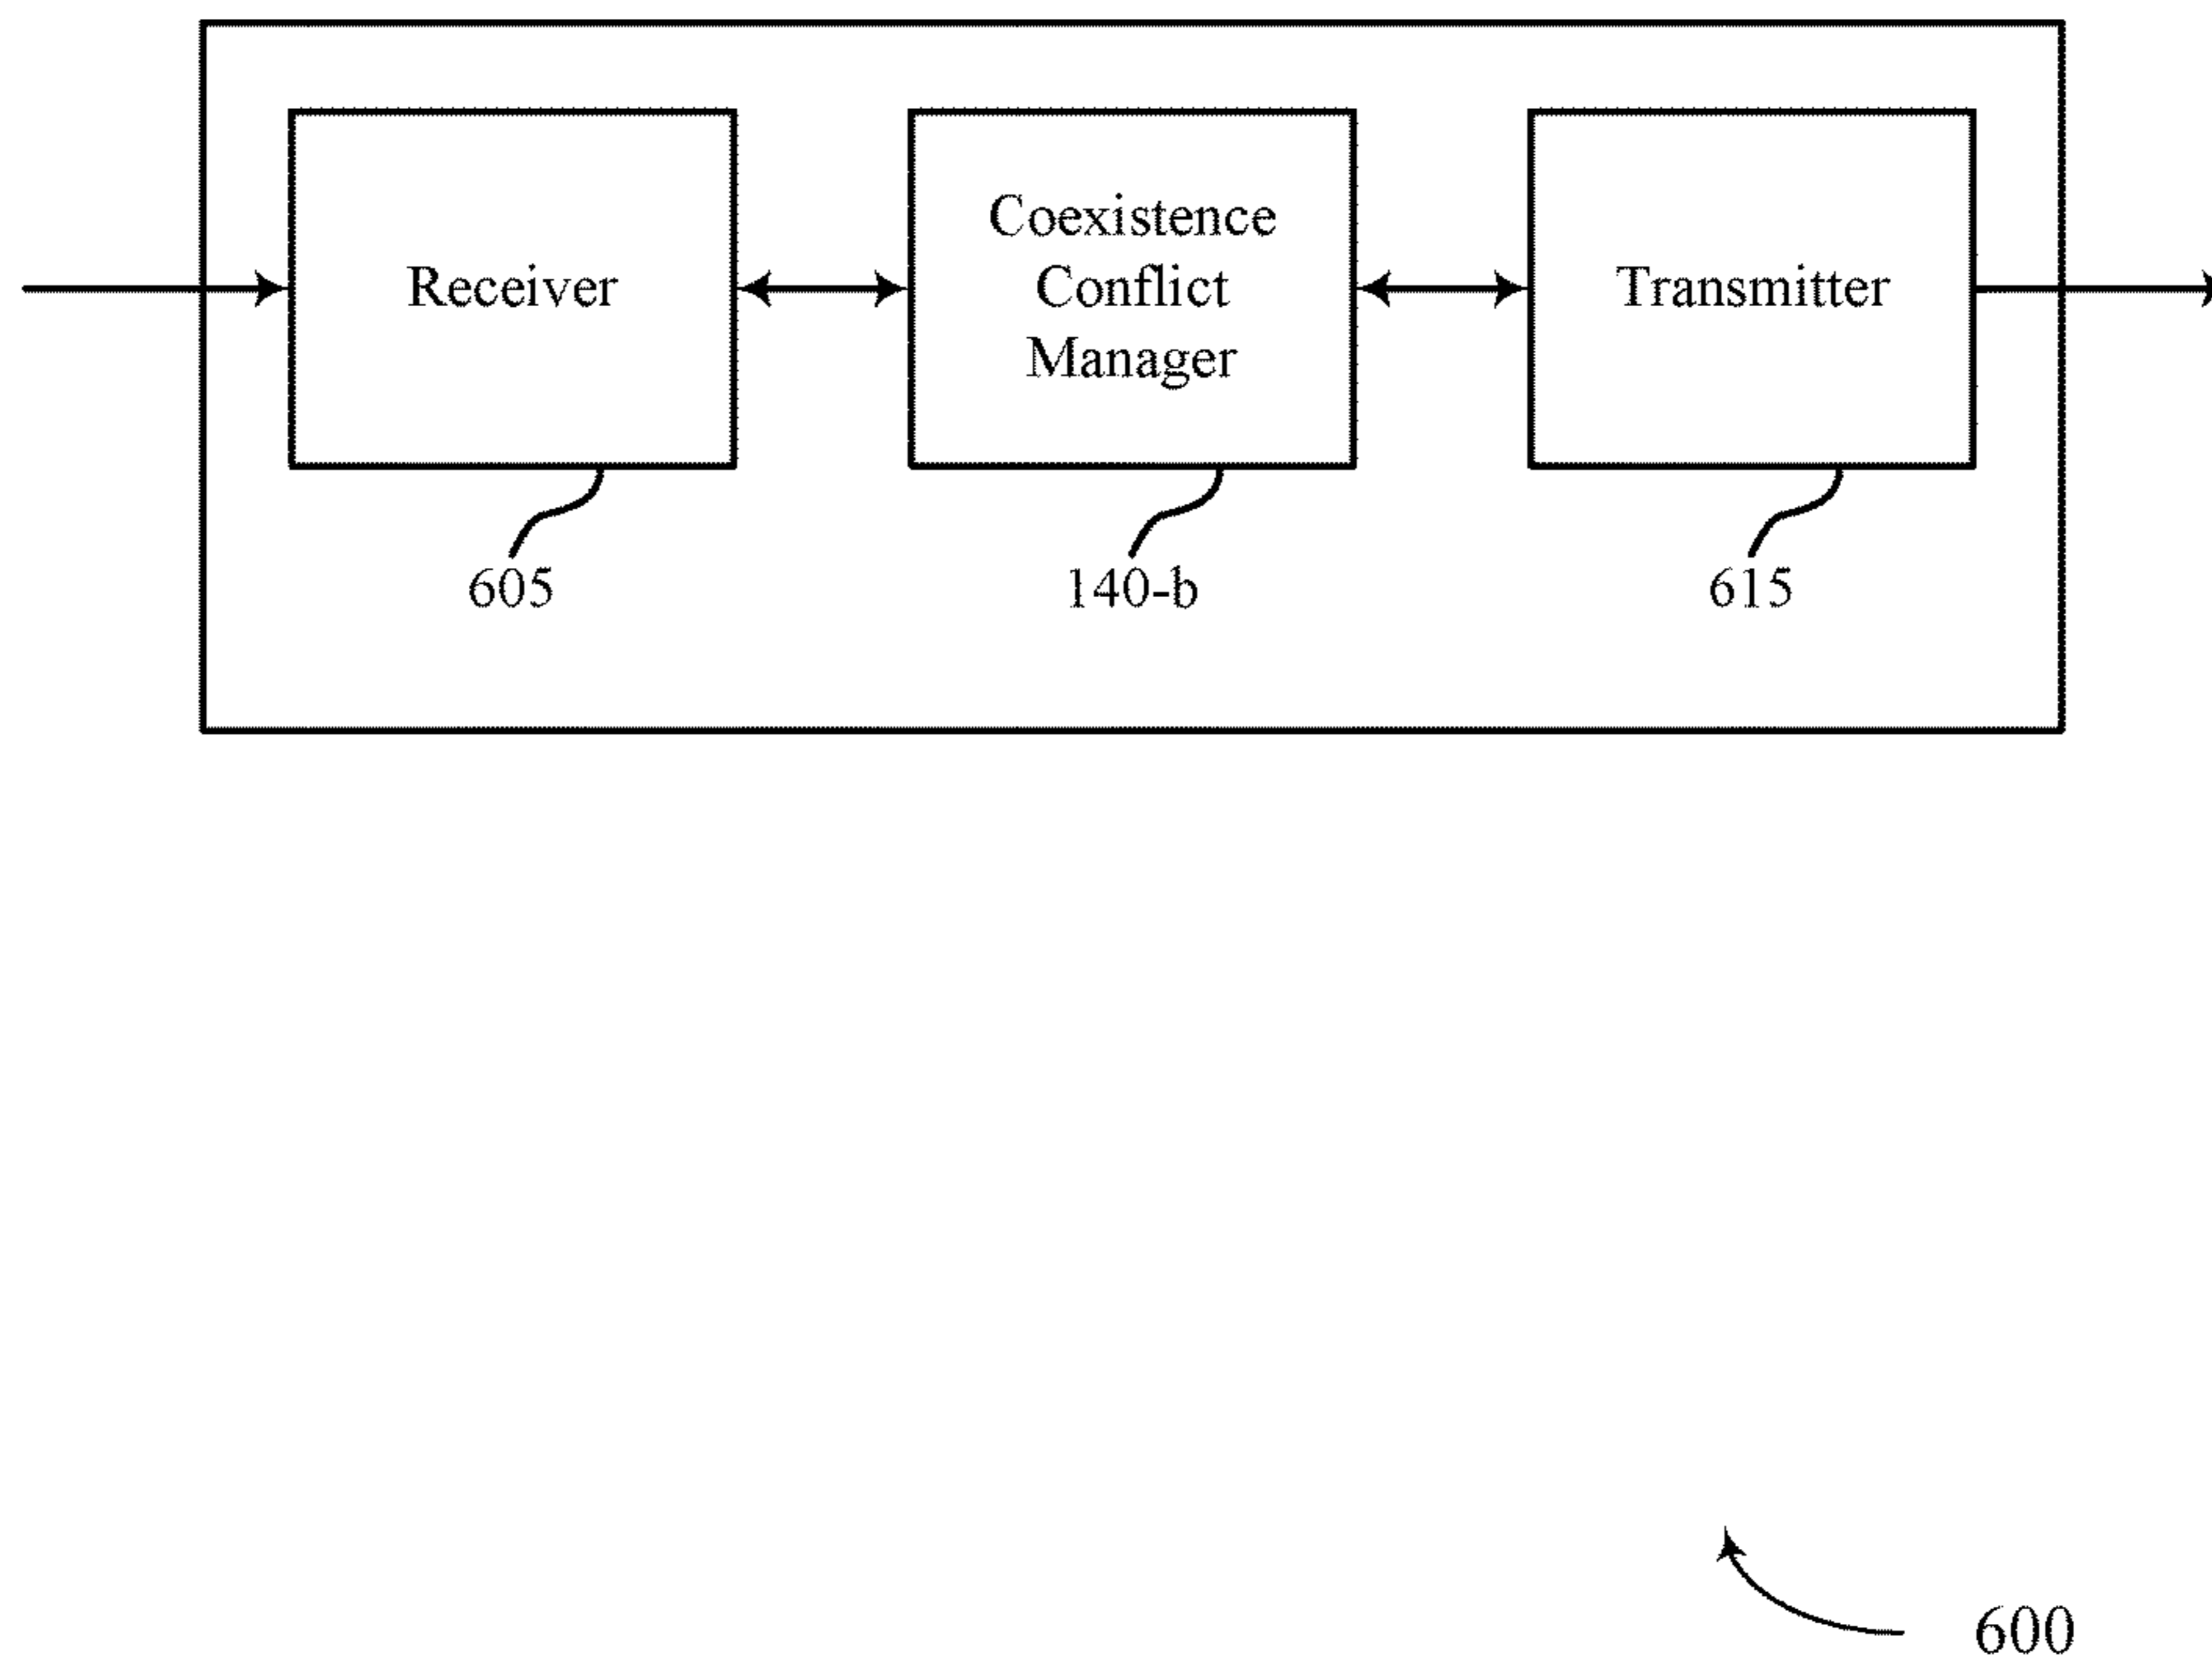 Receiver
Coexistence
Conflict
Manager
Transmitter
605
140-b
615
600